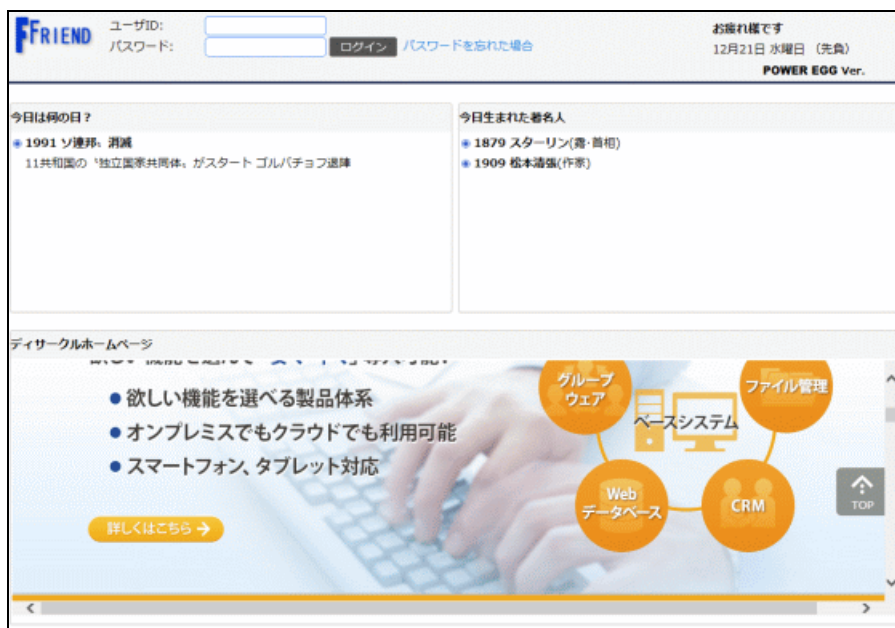 FFRIEND
ユーザID:
パスワード:
ログイン パスワードを忘れた場合
お疲れ様です
12月21日 水曜日 (先負)
POWER EGG Ver.
今日は何の日?
1991 ソ連邦、消滅
11共和国の〝独立国家共同体〟がスタート ゴルバチョフ退陣
今日生まれた著名人
1879 スターリン(露・首相)
1909 松本清張(作家)
ディサークルホームページ
欲しい機能を選べる製品体系
オンプレミスでもクラウドでも利用可能
スマートフォン、タブレット対応
詳しくはこちら
グループ
ウェア
ファイル管理
ベースシステム
Web
データベース
CRM
TOP